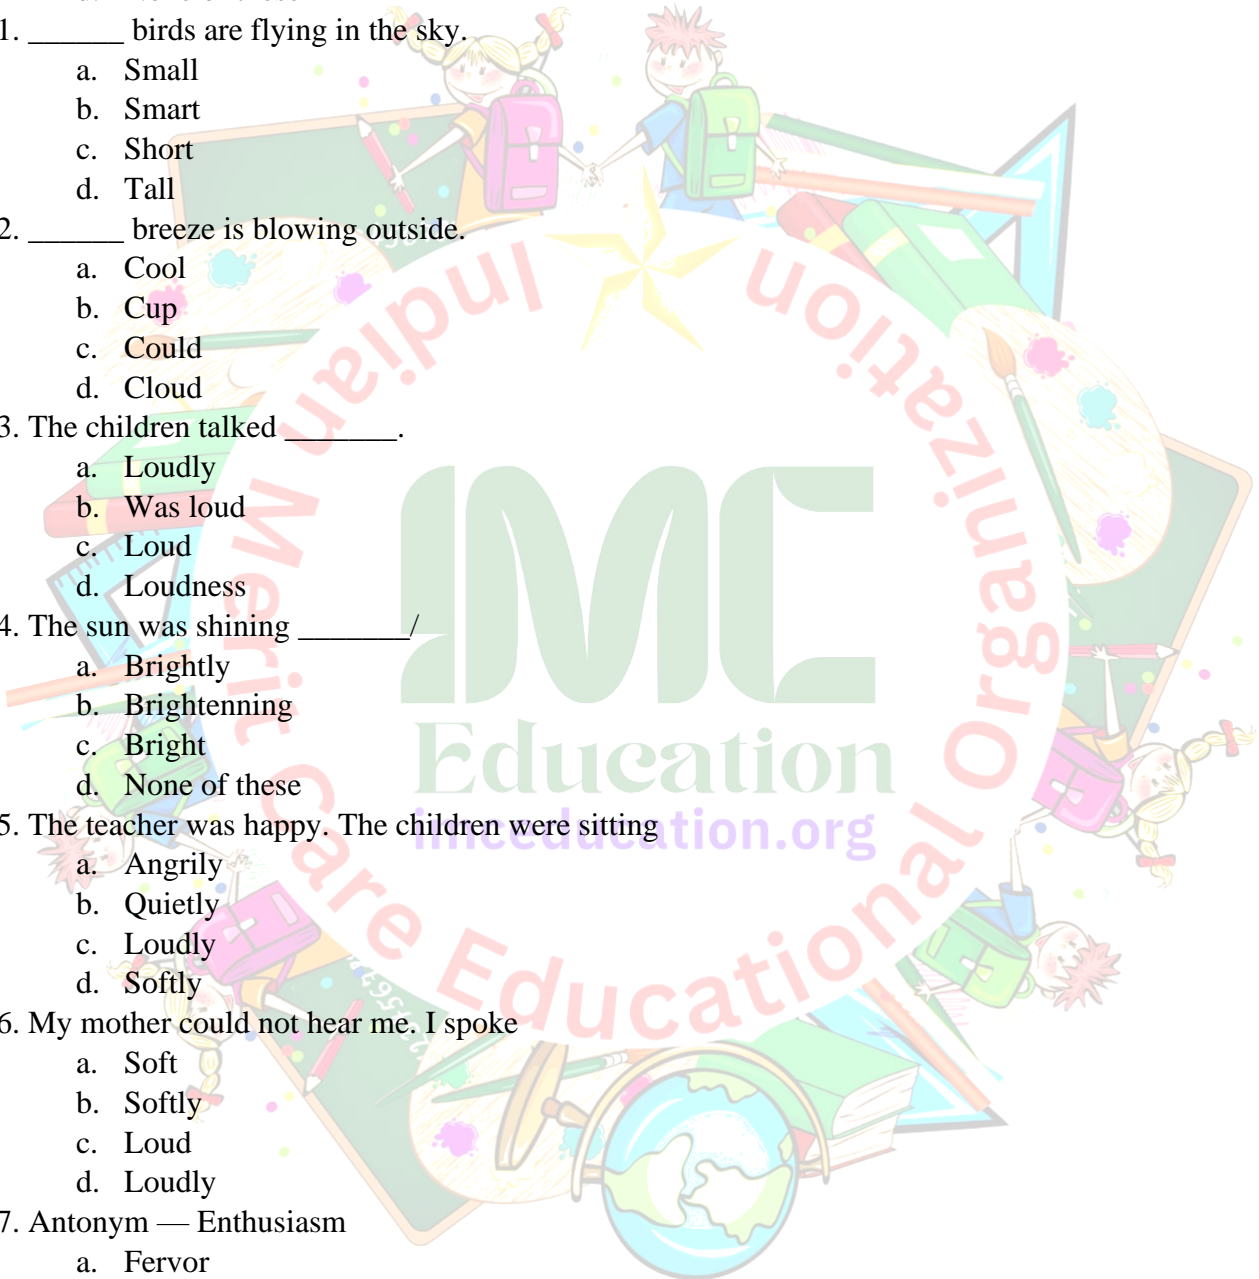 1. ______ birds are flying in the sky.
a. Small
b. Smart
c. Short
d. Tall
2. ______ breeze is blowing outside.
a. Cool
b. Cup
c. Could
d. Cloud
3. The children talked _______.
a. Loudly
b. Was loud
c. Loud
d. Loudness
4. The sun was shining _______/
a. Brightly
b. Brightenning
c. Bright
d. None of these
5. The teacher was happy. The children were sitting
a. Angrily
b. Quietly
c. Loudly
d. Softly
6. My mother could not hear me. I spoke
a. Soft
b. Softly
c. Loud
d. Loudly
7. Antonym — Enthusiasm
a. Fervor
Indian Merit Care Educational Organization
IMC
Education
imceducation.org